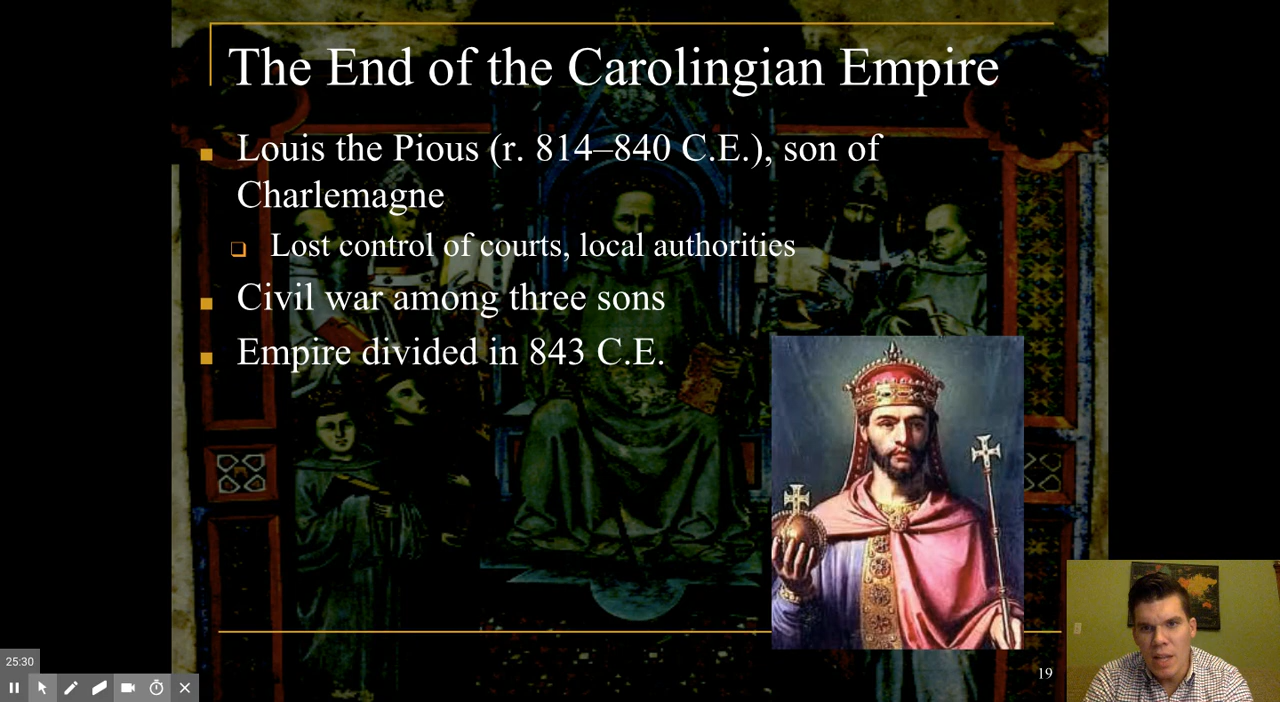 The End of the Carolingian Empire
Louis the Pious (r. 814–840 C.E.), son of
Charlemagne
Lost control of courts, local authorities
Civil war among three sons
Empire divided in 843 C.E.
19
25:30